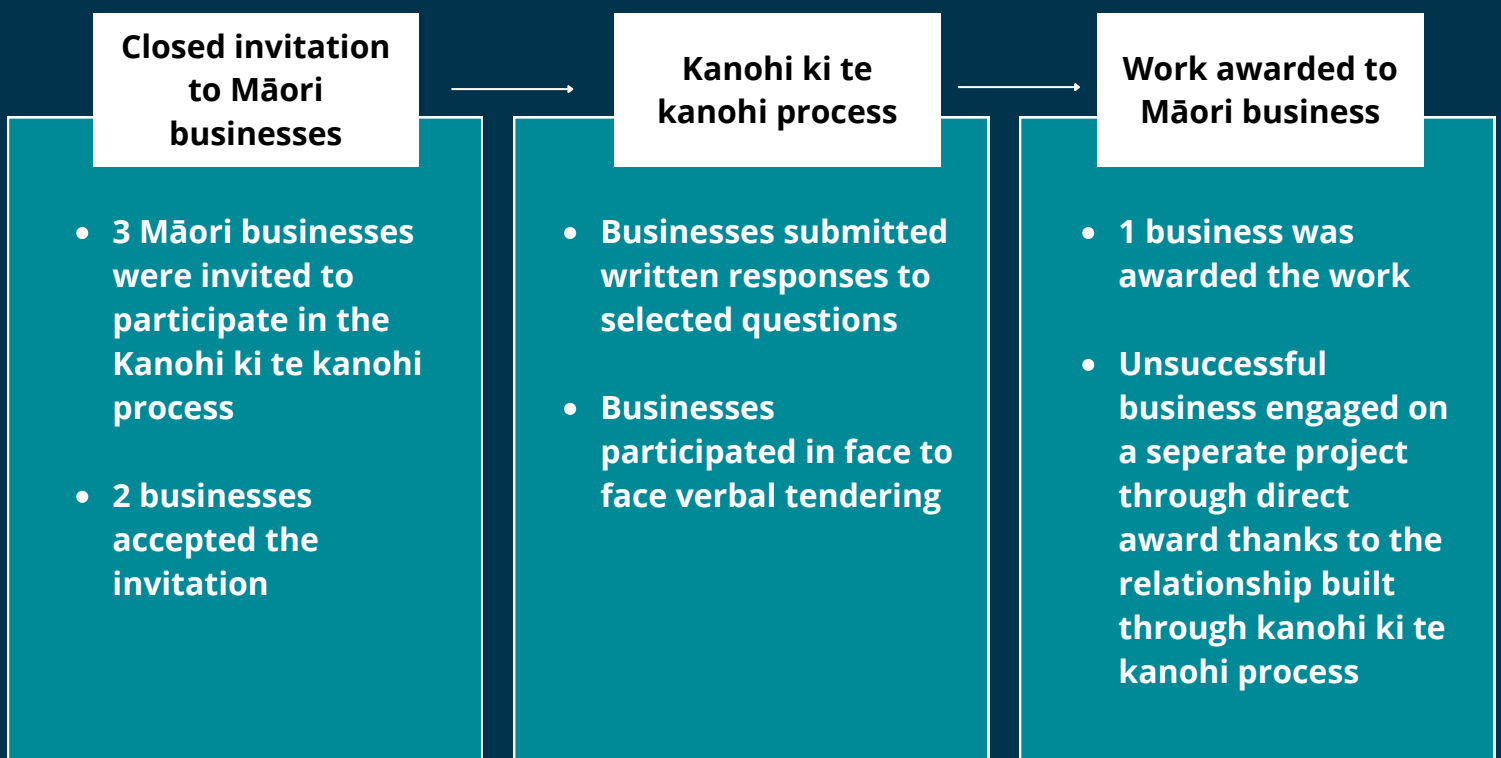 Closed invitation
to Māori
businesses
• 3 Māori businesses
were invited to
participate in the
Kanohi ki te kanohi
process
• 2 businesses
accepted the
invitation
Kanohi ki te
kanohi process
• Businesses submitted
written responses to
selected questions
• Businesses
participated in face to
face verbal tendering
Work awarded to
Māori business
• 1 business was
awarded the work
• Unsuccessful
business engaged on
a seperate project
through direct
award thanks to the
relationship built
through kanohi ki te
kanohi process